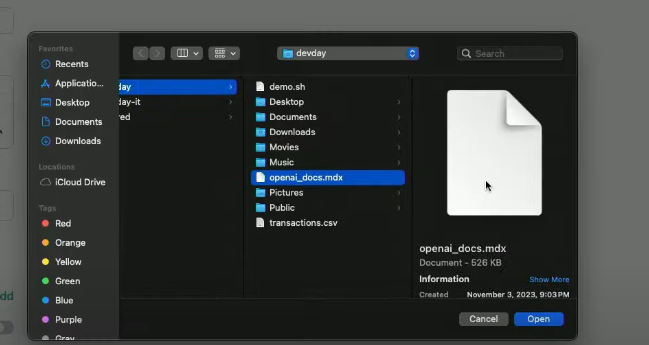 Favorites
Recents
Applicatio...
Desktop
Documents
Downloads
Locations
iCloud Drive
Tags
Red
Orange
Yellow
Green
Blue
Purple
Gray
dd
devday
Search
day
day-it
red
demo.sh
Desktop
Documents
Downloads
Movies
Music
openai_docs.mdx
Pictures
Public
transactions.csv
openai_docs.mdx
Document - 526 KB
Information Show More
Created November 3, 2023, 9:03 PM
Cancel Open